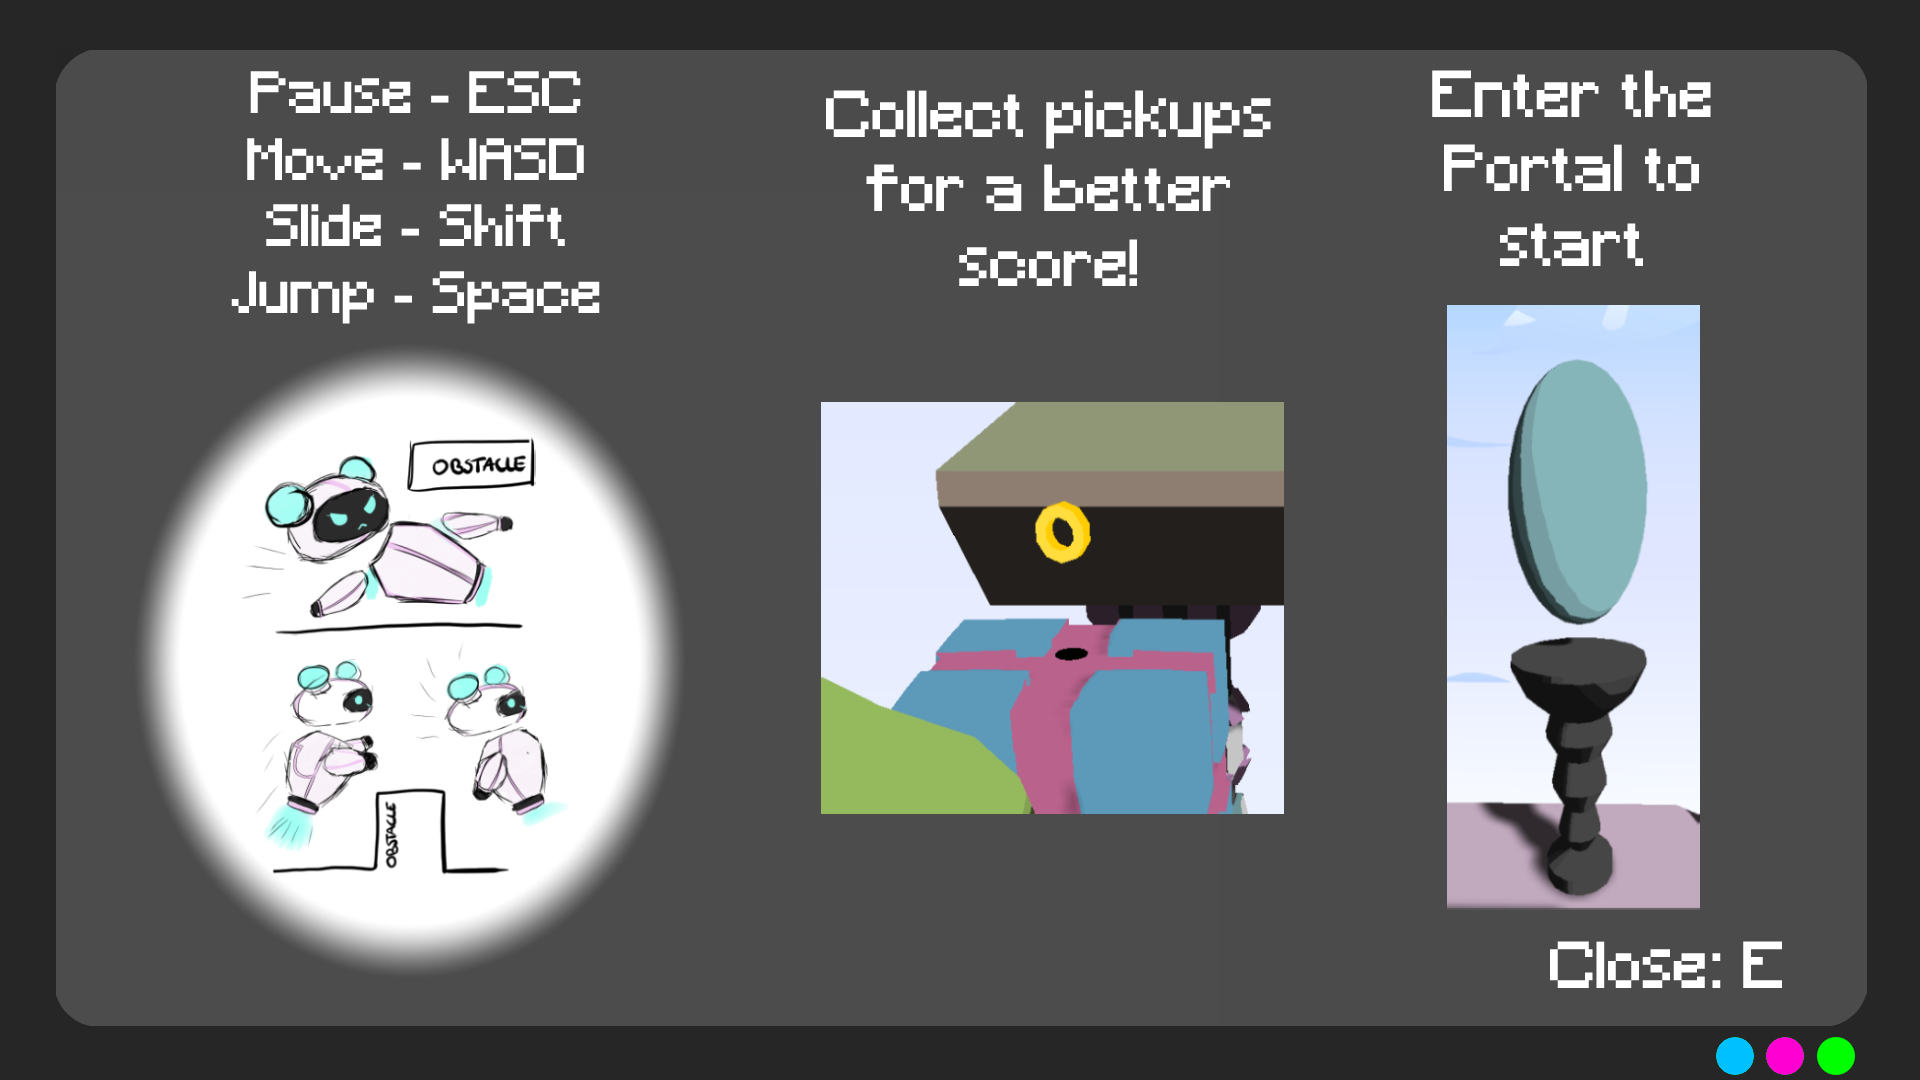 Pause - ESC
Move - WASD
Slide - Shift
Jump - Space
OBSTACLE
OBSTACLE
Collect pickups
for a better
score!
Enter the
Portal to
start
Close: E